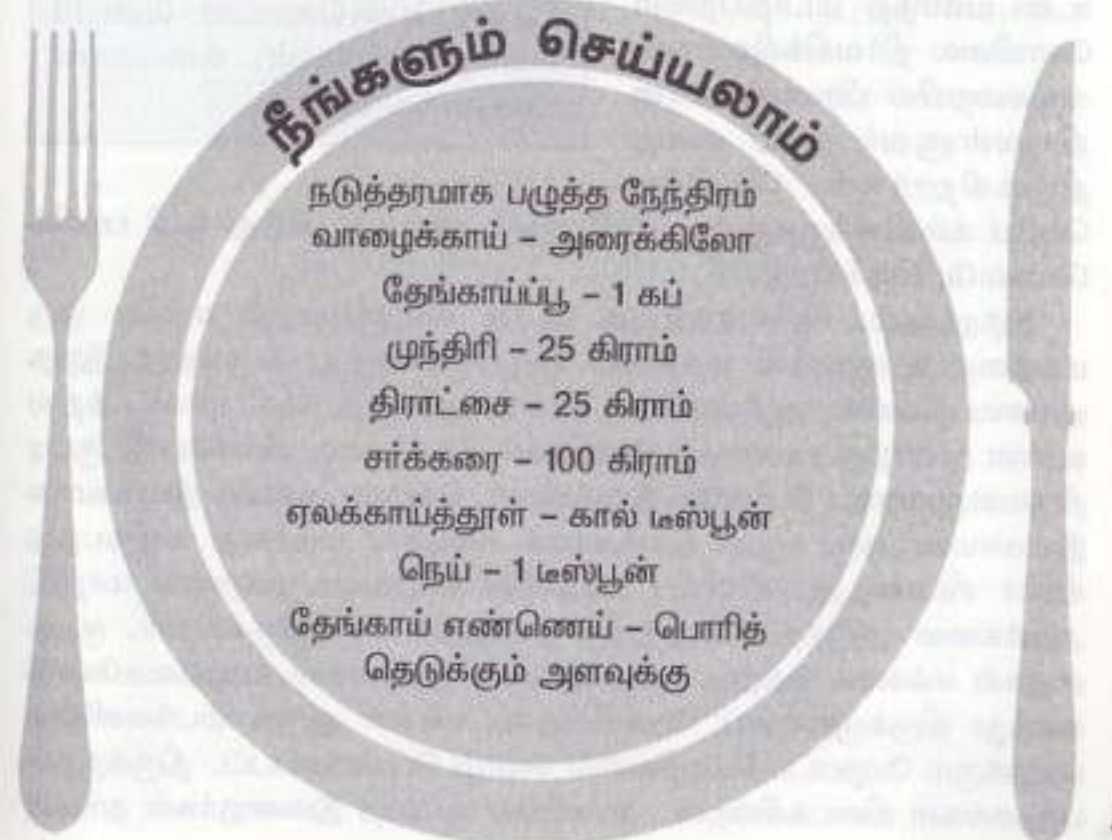 நீங்களும் செய்யலாம்
நடுத்தரமாக பழுத்த நேந்திரம்
வாழைக்காய் – அரைக்கிலோ
தேங்காய்ப்பூ – 1 கப்
முந்திரி – 25 கிராம்
திராட்சை – 25 கிராம்
சர்க்கரை – 100 கிராம்
ஏலக்காய்த்தூள் – கால் டீஸ்பூன்
நெய் – 1 டீஸ்பூன்
தேங்காய் எண்ணெய் – பொரித்
தெடுக்கும் அளவுக்கு